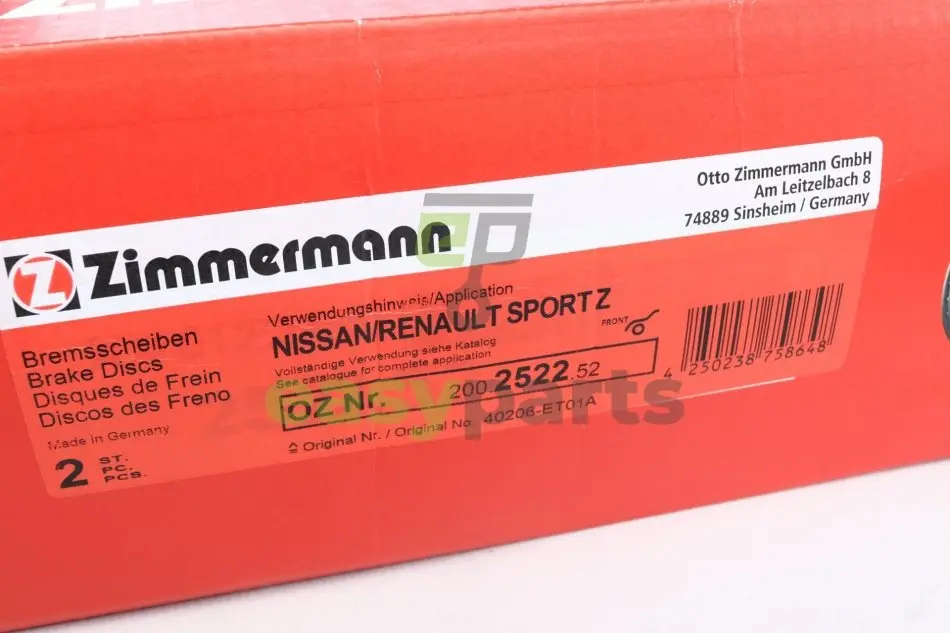 Zimmermann
Otto Zimmermann GmbH
Am Leitzelbach 8
74889 Sinsheim / Germany
Bremsscheiben
Brake Discs
Disques de Frein
Discos des Freno
Made in Germany
2 ST.
PC.
PCS.
Verwendungshinweis/Application
NISSAN/RENAULT SPORT Z
Vollständige Verwendung siehe Katalog
See catalogue for complete application
OZ Nr. 200.2522.52
≙ Original Nr. / Original No. 40206-ET01A
FRONT
4 250238 758648
ep
easyparts